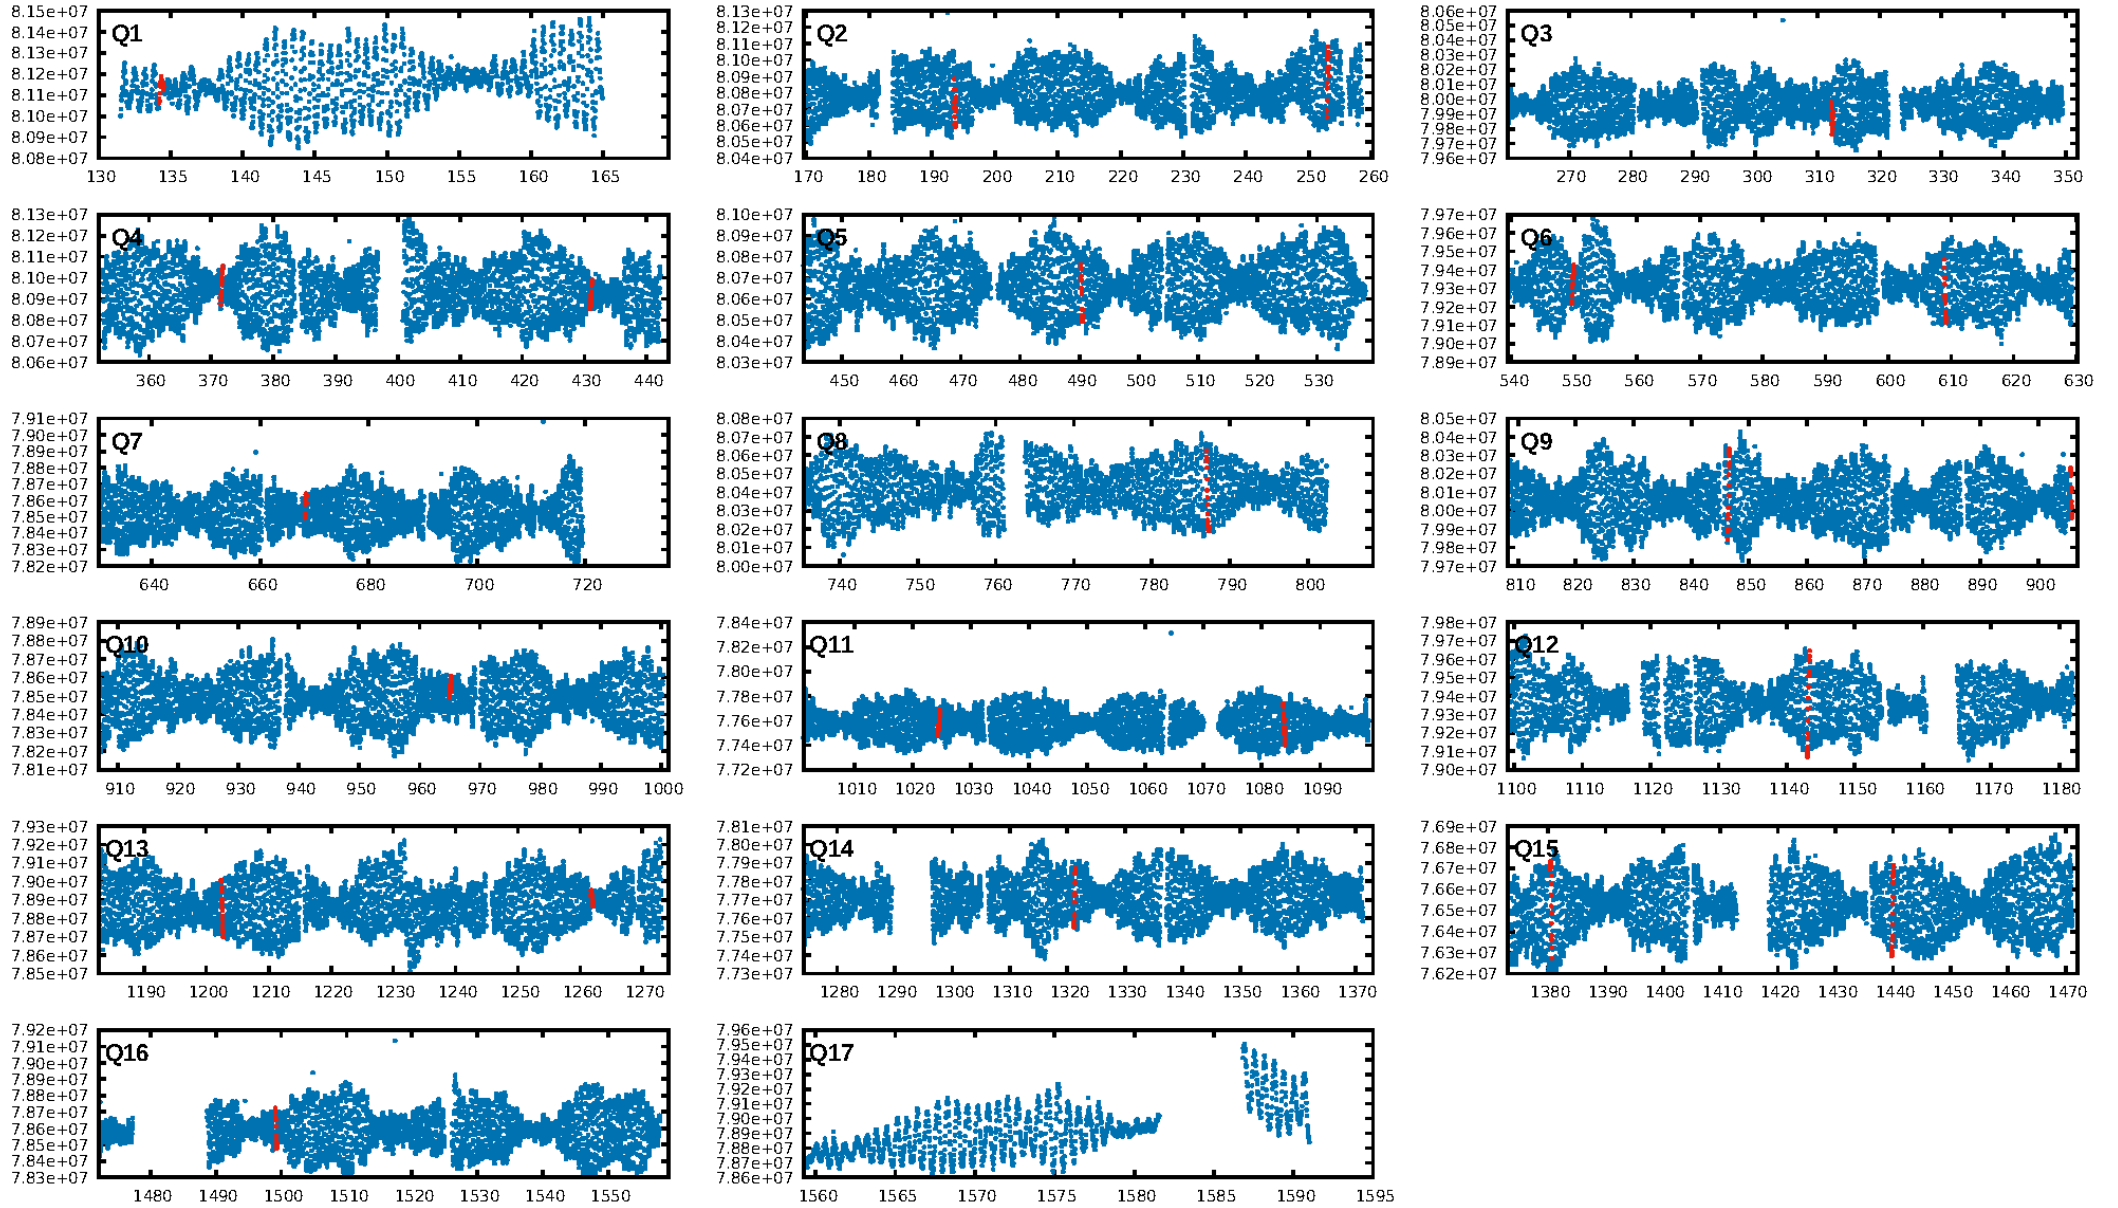 8.15e+07
8.14e+07
8.13e+07
8.12e+07
8.11e+07
8.10e+07
8.09e+07
8.08e+07
Q1
130 135 140 145 150 155 160 165
8.13e+07
8.12e+07
8.11e+07
8.10e+07
8.09e+07
8.08e+07
8.07e+07
8.06e+07
8.05e+07
8.04e+07
Q2
170 180 190 200 210 220 230 240 250 260
8.06e+07
8.05e+07
8.04e+07
8.03e+07
8.02e+07
8.01e+07
8.00e+07
7.99e+07
7.98e+07
7.97e+07
7.96e+07
Q3
270 280 290 300 310 320 330 340 350
8.13e+07
8.12e+07
8.11e+07
8.10e+07
8.09e+07
8.08e+07
8.07e+07
8.06e+07
Q4
360 370 380 390 400 410 420 430 440
8.10e+07
8.09e+07
8.08e+07
8.07e+07
8.06e+07
8.05e+07
8.04e+07
8.03e+07
Q5
450 460 470 480 490 500 510 520 530
7.97e+07
7.96e+07
7.95e+07
7.94e+07
7.93e+07
7.92e+07
7.91e+07
7.90e+07
7.89e+07
Q6
540 550 560 570 580 590 600 610 620 630
7.91e+07
7.90e+07
7.89e+07
7.88e+07
7.87e+07
7.86e+07
7.85e+07
7.84e+07
7.83e+07
7.82e+07
Q7
640 660 680 700 720
8.08e+07
8.07e+07
8.06e+07
8.05e+07
8.04e+07
8.03e+07
8.02e+07
8.01e+07
8.00e+07
Q8
740 750 760 770 780 790 800
8.05e+07
8.04e+07
8.03e+07
8.02e+07
8.01e+07
8.00e+07
7.99e+07
7.98e+07
7.97e+07
Q9
810 820 830 840 850 860 870 880 890 900
7.89e+07
7.88e+07
7.87e+07
7.86e+07
7.85e+07
7.84e+07
7.83e+07
7.82e+07
7.81e+07
Q10
910 920 930 940 950 960 970 980 990 1000
7.84e+07
7.82e+07
7.80e+07
7.78e+07
7.76e+07
7.74e+07
7.72e+07
Q11
1010 1020 1030 1040 1050 1060 1070 1080 1090
7.98e+07
7.97e+07
7.96e+07
7.95e+07
7.94e+07
7.93e+07
7.92e+07
7.91e+07
7.90e+07
Q12
1100 1110 1120 1130 1140 1150 1160 1170 1180
7.93e+07
7.92e+07
7.91e+07
7.90e+07
7.89e+07
7.88e+07
7.87e+07
7.86e+07
7.85e+07
Q13
1190 1200 1210 1220 1230 1240 1250 1260 1270
7.81e+07
7.80e+07
7.79e+07
7.78e+07
7.77e+07
7.76e+07
7.75e+07
7.74e+07
7.73e+07
Q14
1280 1290 1300 1310 1320 1330 1340 1350 1360 1370
7.69e+07
7.68e+07
7.67e+07
7.66e+07
7.65e+07
7.64e+07
7.63e+07
7.62e+07
Q15
1380 1390 1400 1410 1420 1430 1440 1450 1460 1470
7.92e+07
7.91e+07
7.90e+07
7.89e+07
7.88e+07
7.87e+07
7.86e+07
7.85e+07
7.84e+07
7.83e+07
Q16
1480 1490 1500 1510 1520 1530 1540 1550
7.96e+07
7.95e+07
7.94e+07
7.93e+07
7.92e+07
7.91e+07
7.90e+07
7.89e+07
7.88e+07
7.87e+07
7.86e+07
Q17
1560 1565 1570 1575 1580 1585 1590 1595